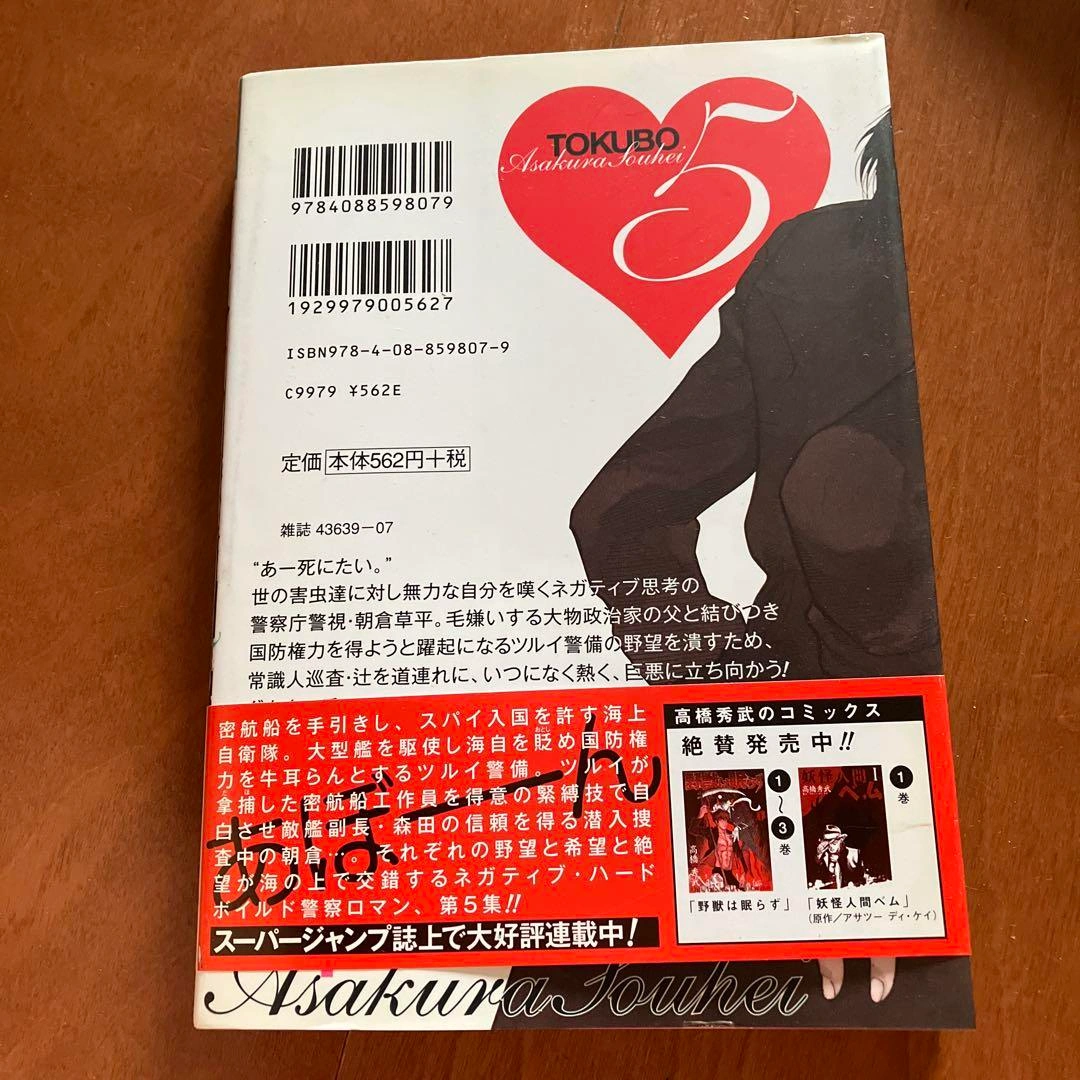 TOKUBO
Asakura Souhei
5
9784088598079
1929979005627
ISBN978-4-08-859807-9
C9979 ¥562E
定価 本体562円+税
雑誌 43639-07
“あー死にたい。”
世の害虫達に対し無力な自分を嘆くネガティブ思考の
警察庁警視・朝倉草平。毛嫌いする大物政治家の父と結びつき
国防権力を得ようと躍起になるツルイ警備の野望を潰すため、
常識人巡査・辻を道連れに、いつになく熱く、巨悪に立ち向かう!
密航船を手引きし、スパイ入国を許す海上
自衛隊。大型艦を駆使し海自を貶め国防権
おとし
力を牛耳らんとするツルイ警備。ツルイが
拿捕した密航船工作員を得意の緊縛技で自
白させ敵艦副長・森田の信頼を得る潜入捜
査中の朝倉…。それぞれの野望と希望と絶
望が海の上で交錯するネガティブ・ハード
ボイルド警察ロマン、第5集!!
あぼーん
スーパージャンプ誌上で大好評連載中!
高橋秀武のコミックス
絶賛発売中!!
1〜3巻
「野獣は眠らず」
妖怪人間ベム
1
高橋秀武
1巻
「妖怪人間ベム」
(原作/アサツー ディ・ケイ)
Asakura Souhei